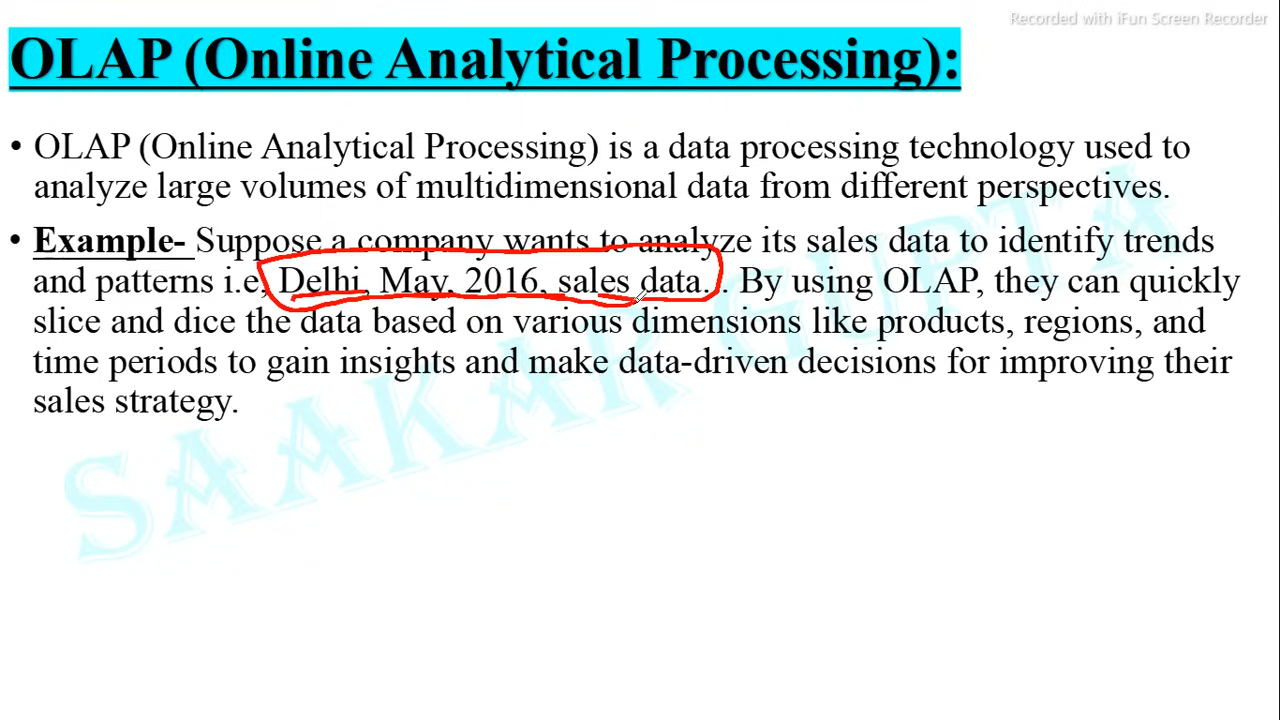 Recorded with iFun Screen Recorder
OLAP (Online Analytical Processing):
• OLAP (Online Analytical Processing) is a data processing technology used to
analyze large volumes of multidimensional data from different perspectives.
• Example- Suppose a company wants to analyze its sales data to identify trends
and patterns i.e, Delhi, May, 2016, sales data... By using OLAP, they can quickly
slice and dice the data based on various dimensions like products, regions, and
time periods to gain insights and make data-driven decisions for improving their
sales strategy.
SAAKAR GUPTA